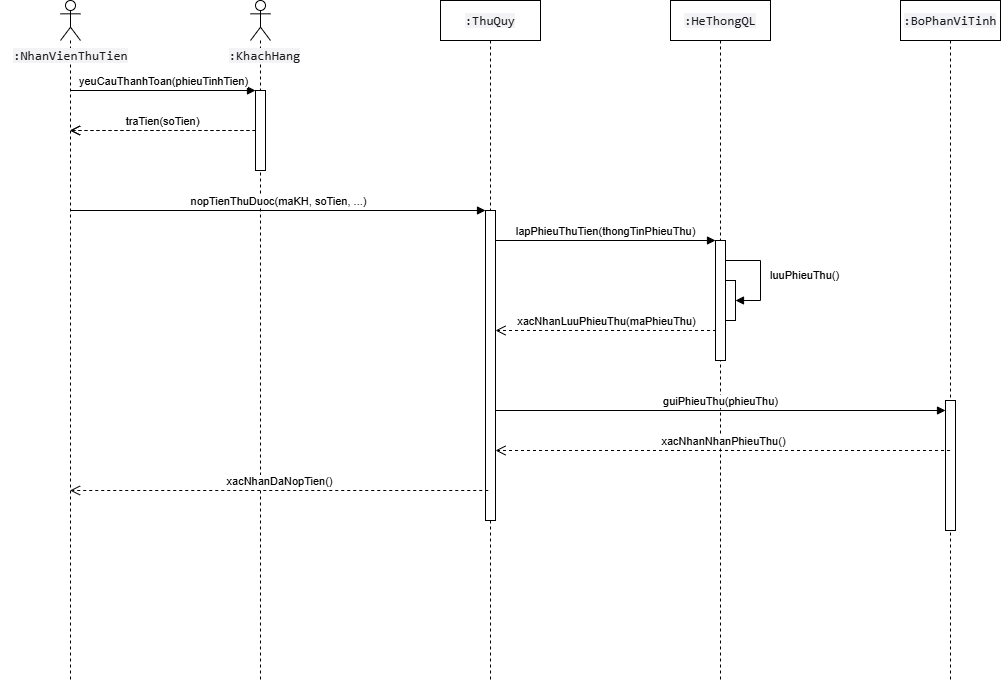 :NhanVienThuTien
:KhachHang
:ThuQuy
:HeThongQL
:BoPhanViTinh
yeuCauThanhToan(phieuTinhTien)
traTien(soTien)
nopTienThuDuoc(maKH, soTien, ...)
lapPhieuThuTien(thongTinPhieuThu)
luuPhieuThu()
xacNhanLuuPhieuThu(maPhieuThu)
guiPhieuThu(phieuThu)
xacNhanNhanPhieuThu()
xacNhanDaNopTien()